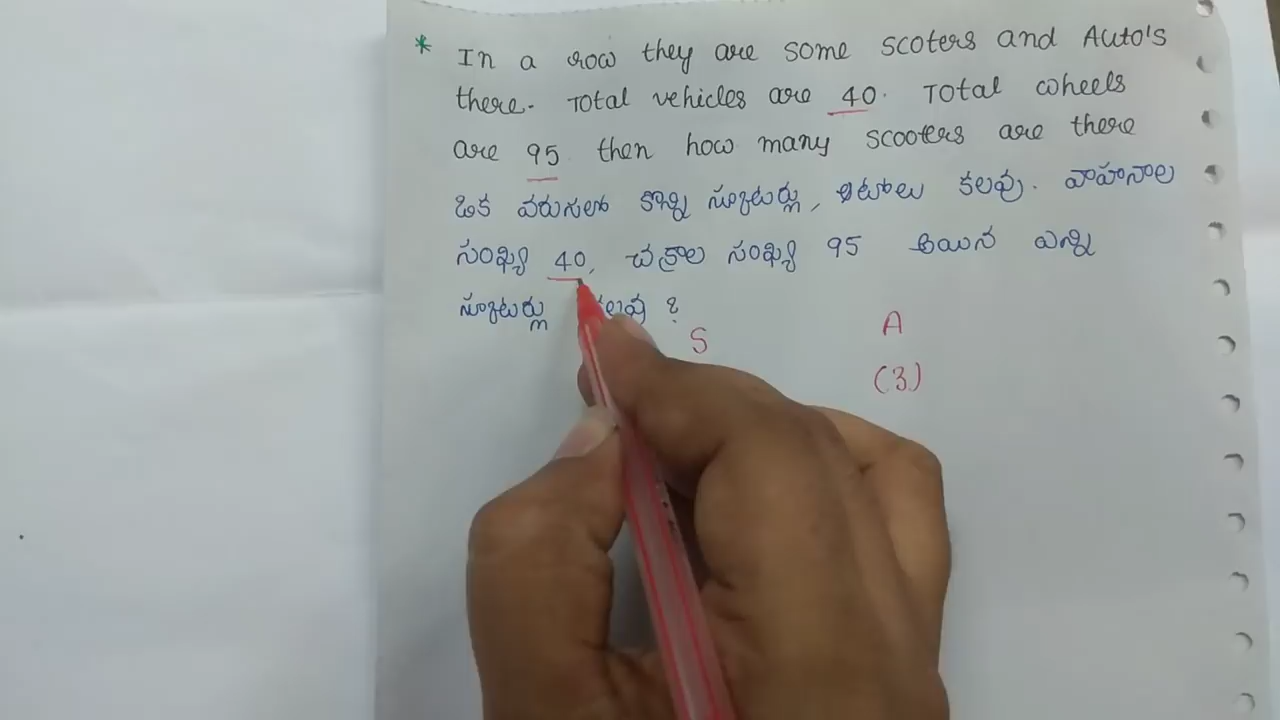 * In a row they are some scoters and Auto's
there. Total vehicles are 40. Total wheels
are 95 then how many scooters are there
ఒక వరుసలో కొన్ని స్కూటర్లు, ఆటోలు కలవు. వాహనాల
సంఖ్య 40, చక్రాల సంఖ్య 95 అయిన ఎన్ని
స్కూటర్లు కలవు ?
S A
(3)